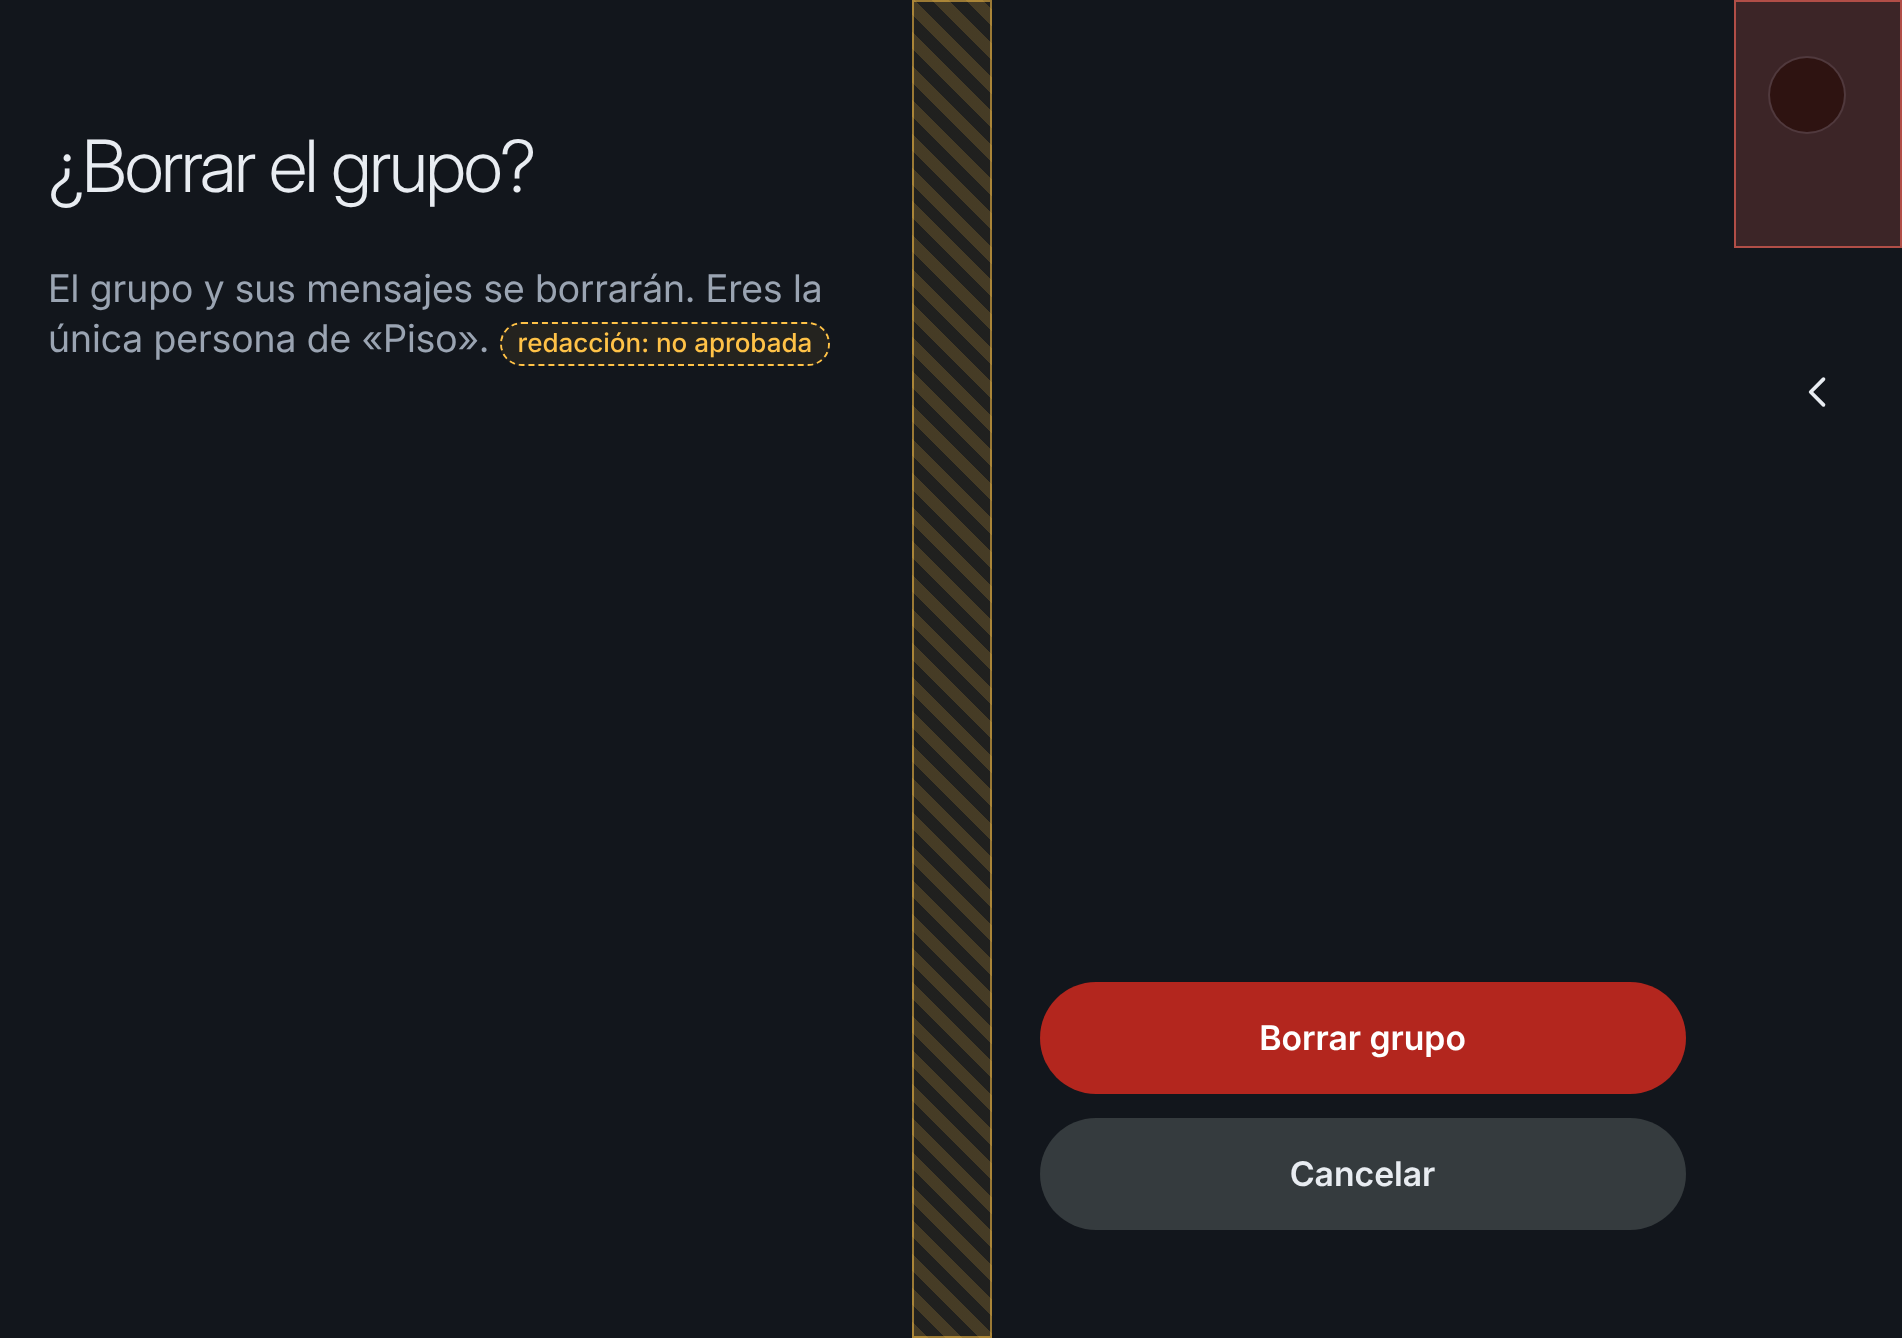 ¿Borrar el grupo?
El grupo y sus mensajes se borrarán. Eres la
única persona de «Piso». redacción: no aprobada
Borrar grupo
Cancelar